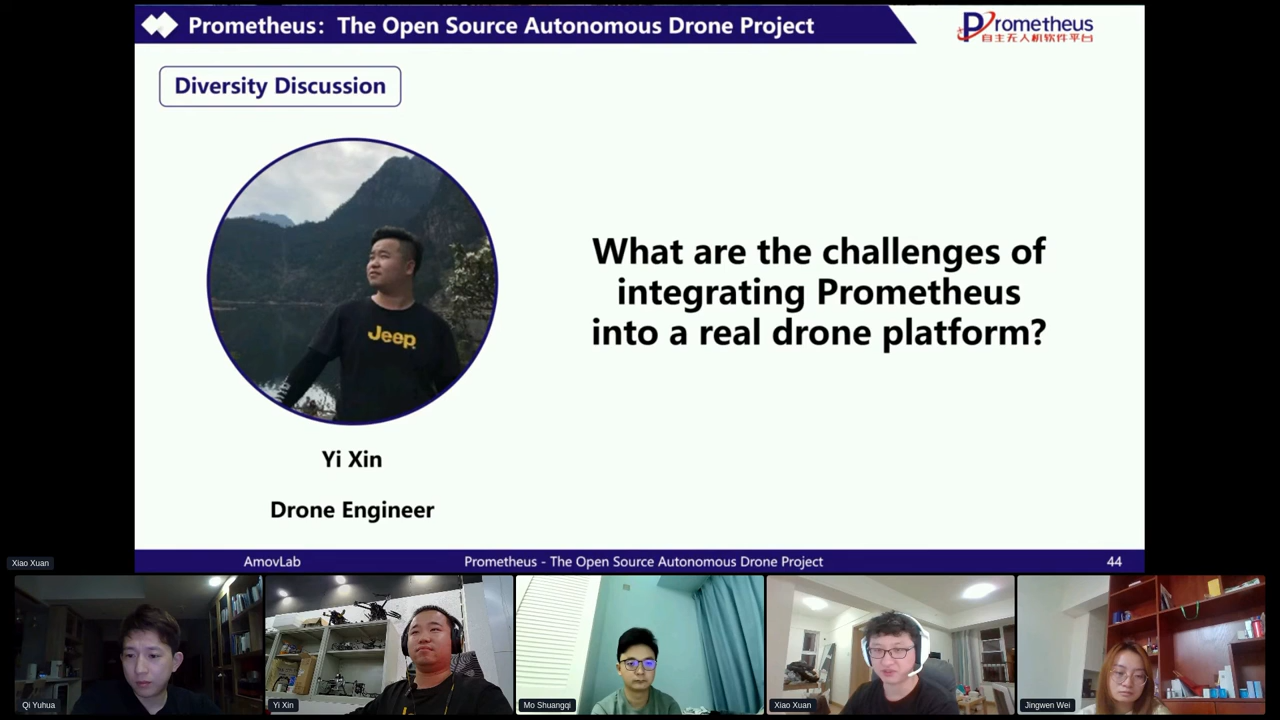 Prometheus: The Open Source Autonomous Drone Project
Prometheus
自主无人机软件平台
Diversity Discussion
Jeep
What are the challenges of
integrating Prometheus
into a real drone platform?
Yi Xin
Drone Engineer
AmovLab
Prometheus - The Open Source Autonomous Drone Project
44
Xiao Xuan
Qi Yuhua
Yi Xin
Mo Shuangqi
Xiao Xuan
Jingwen Wei